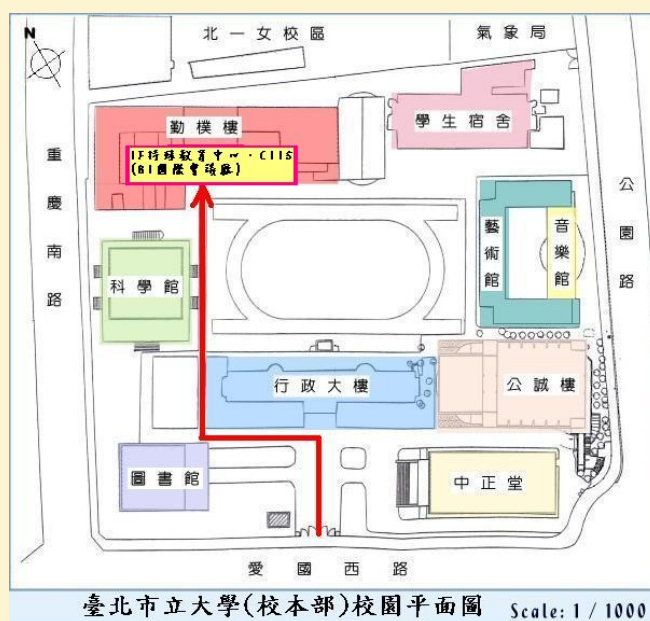 N
北一女校區
氣象局
勤樸樓
學生宿舍
1F特殊教育中心・C115
(B1國際會議廳)
重慶南路
公園路
藝術館
音樂館
科學館
行政大樓
公誠樓
圖書館
中正堂
愛國西路
臺北市立大學(校本部)校園平面圖 Scale: 1 / 1000